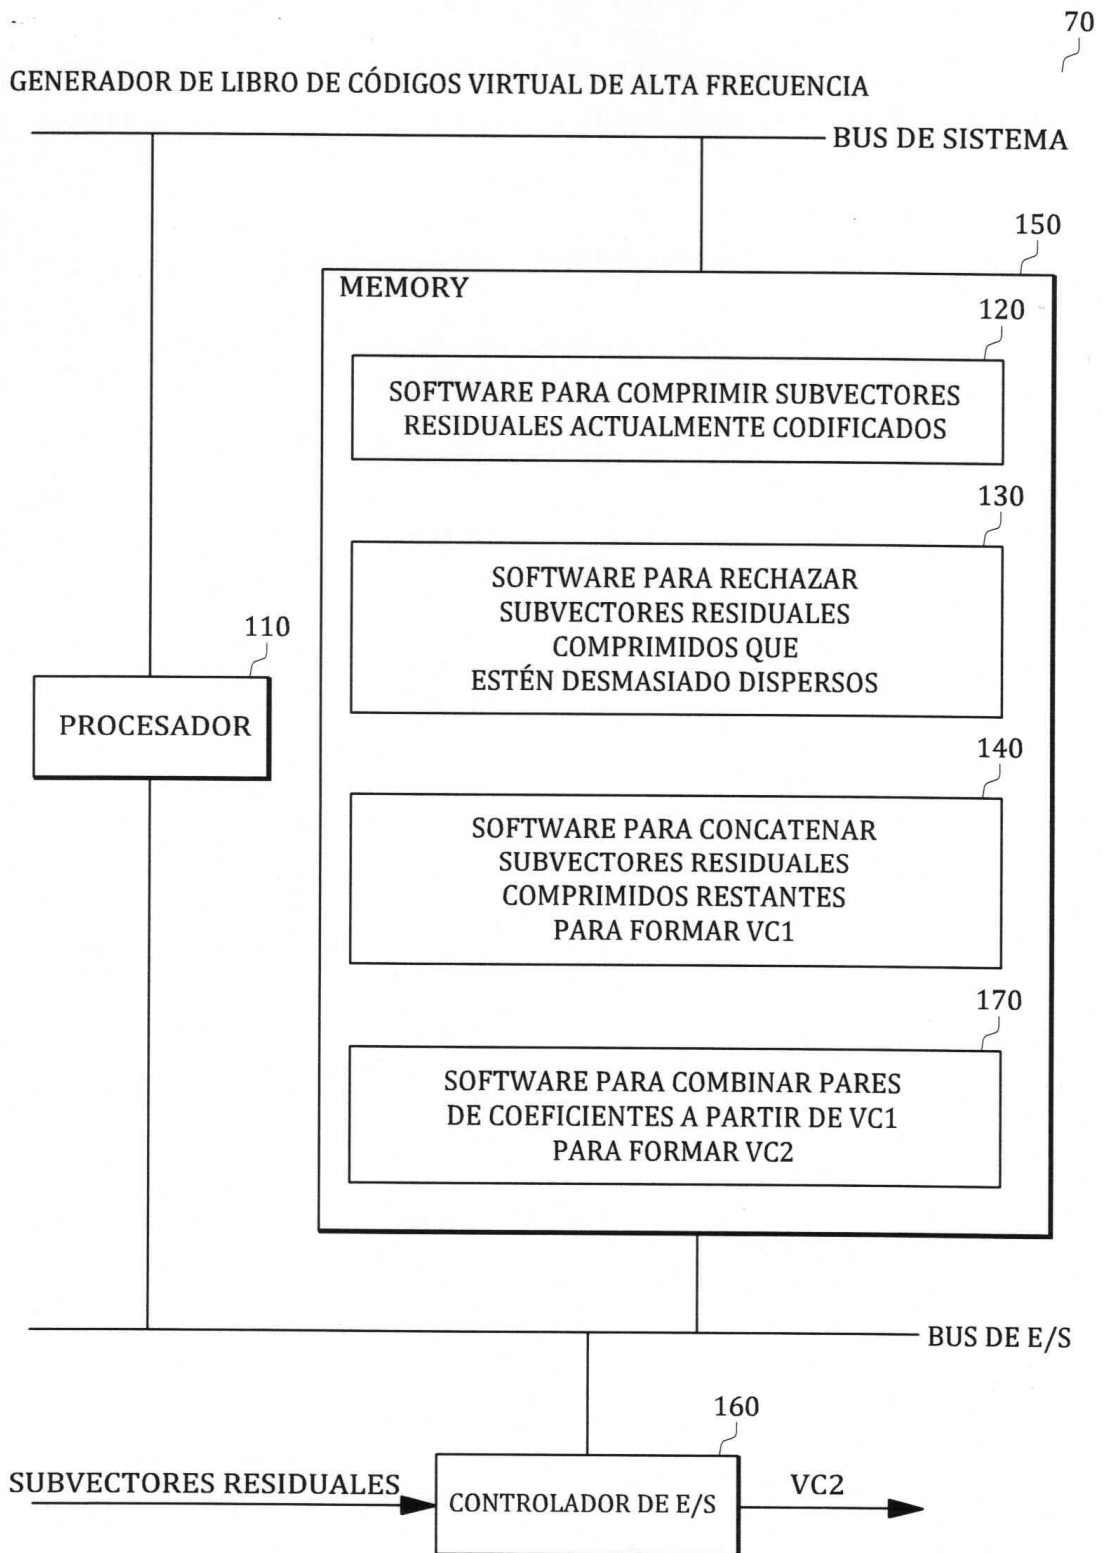 70
GENERADOR DE LIBRO DE CÓDIGOS VIRTUAL DE ALTA FRECUENCIA
BUS DE SISTEMA
150
MEMORY
120
SOFTWARE PARA COMPRIMIR SUBVECTORES
RESIDUALES ACTUALMENTE CODIFICADOS
130
SOFTWARE PARA RECHAZAR
SUBVECTORES RESIDUALES
COMPRIMIDOS QUE
ESTÉN DESMASIADO DISPERSOS
110
PROCESADOR
140
SOFTWARE PARA CONCATENAR
SUBVECTORES RESIDUALES
COMPRIMIDOS RESTANTES
PARA FORMAR VC1
170
SOFTWARE PARA COMBINAR PARES
DE COEFICIENTES A PARTIR DE VC1
PARA FORMAR VC2
BUS DE E/S
160
SUBVECTORES RESIDUALES
CONTROLADOR DE E/S
VC2